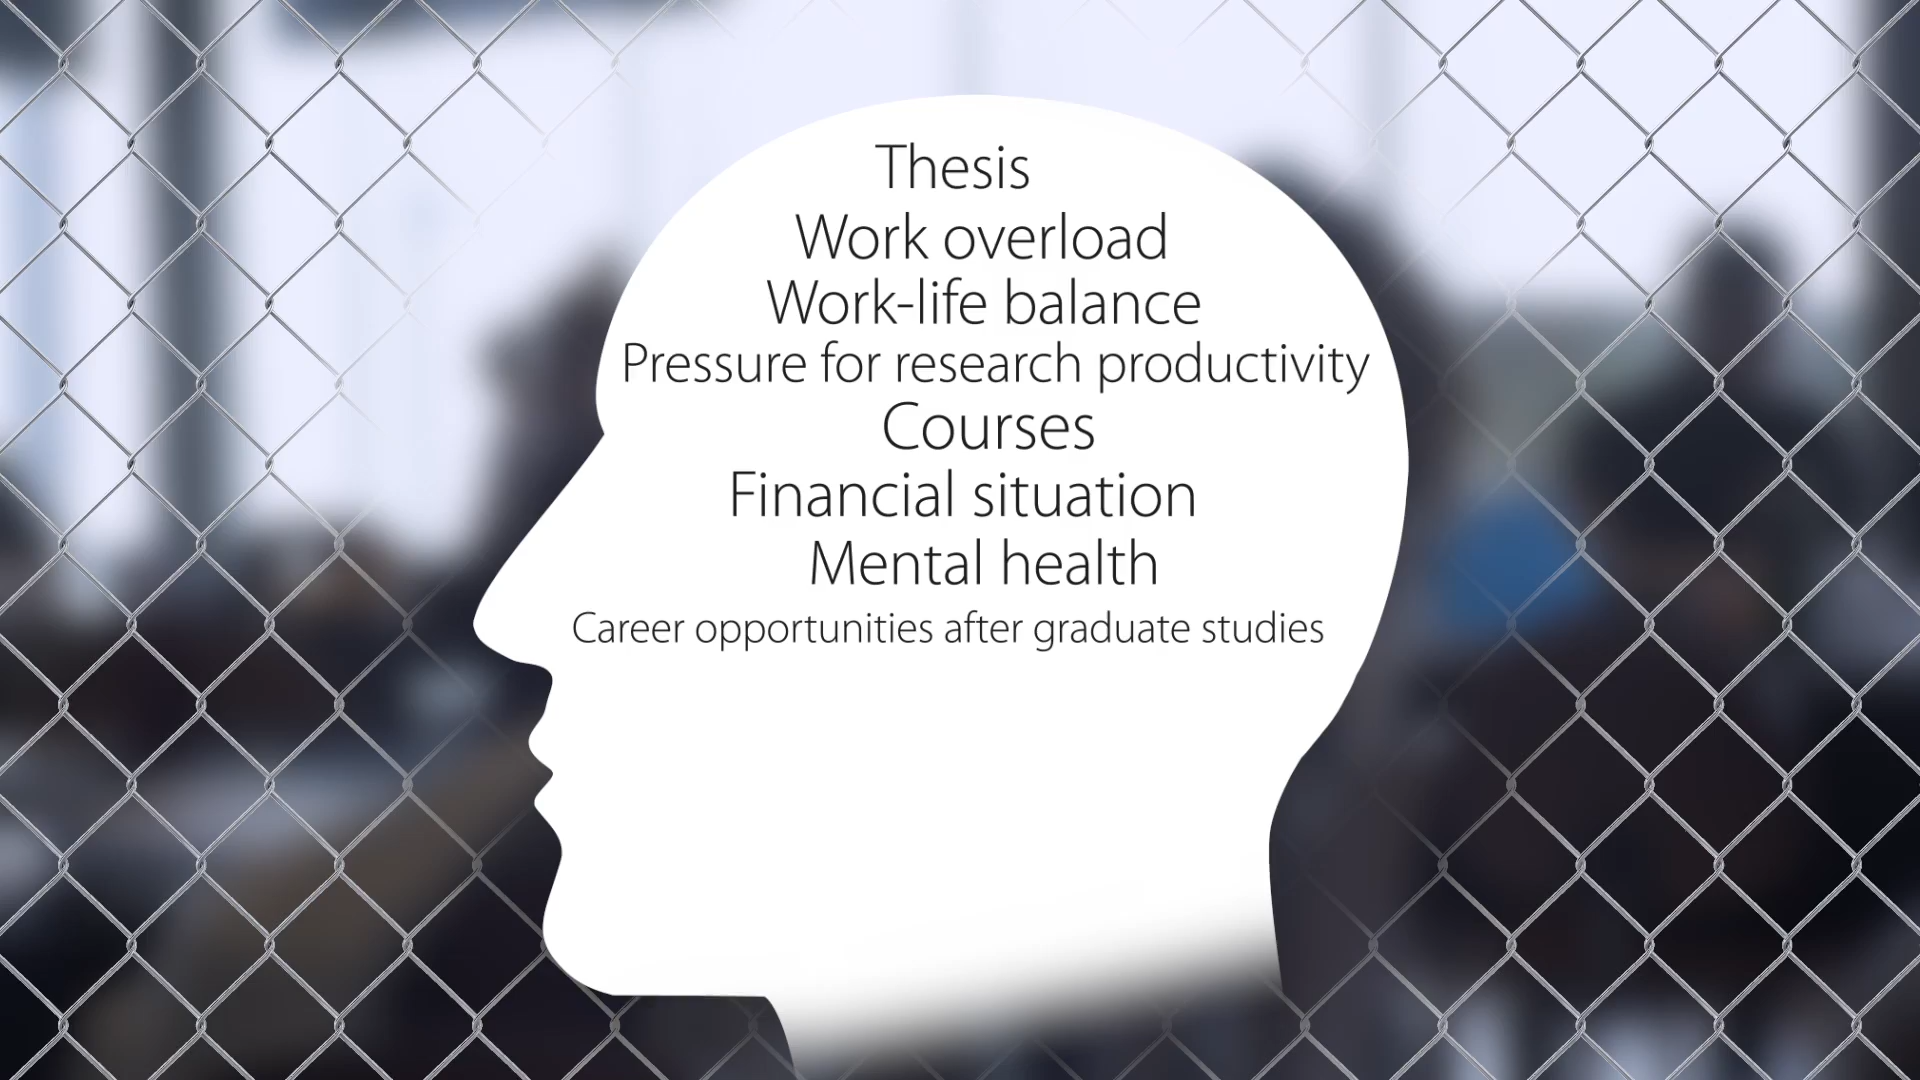 Thesis
Work overload
Work-life balance
Pressure for research productivity
Courses
Financial situation
Mental health
Career opportunities after graduate studies